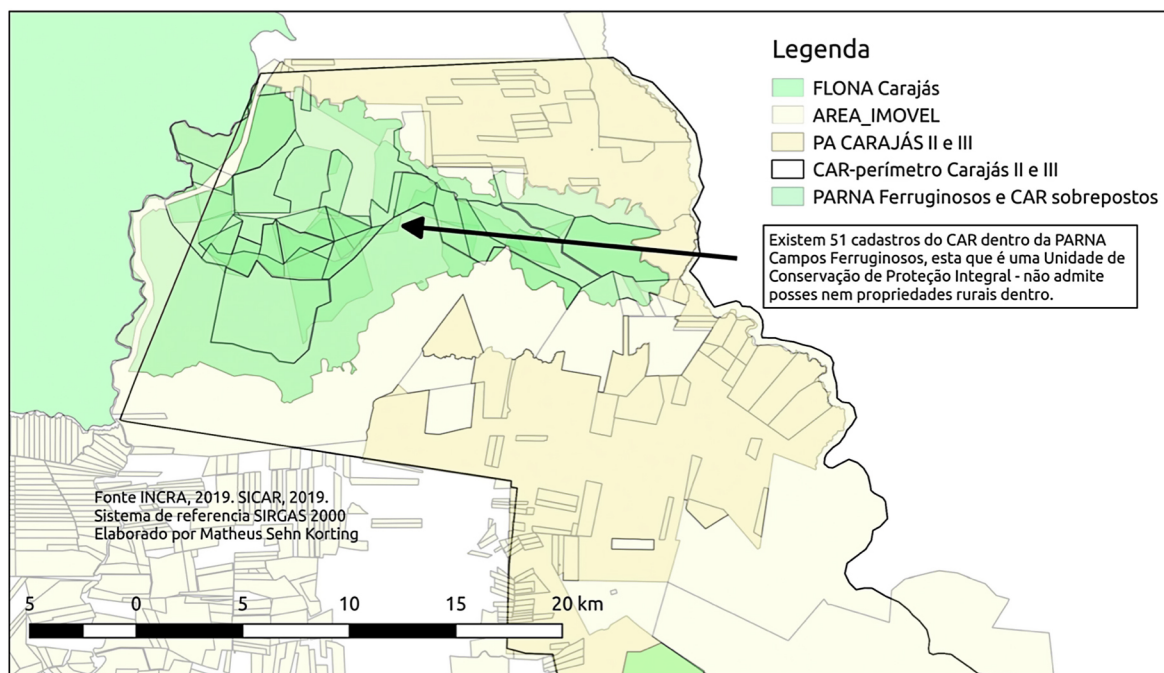 Legenda
FLONA Carajás
AREA_IMOVEL
PA CARAJÁS II e III
CAR-perímetro Carajás II e III
PARNA Ferruginosos e CAR sobrepostos
Existem 51 cadastros do CAR dentro da PARNA
Campos Ferruginosos, esta que é uma Unidade de
Conservação de Proteção Integral - não admite
posses nem propriedades rurais dentro.
Fonte INCRA, 2019. SICAR, 2019.
Sistema de referencia SIRGAS 2000
Elaborado por Matheus Sehn Korting
5 0 5 10 15 20 km